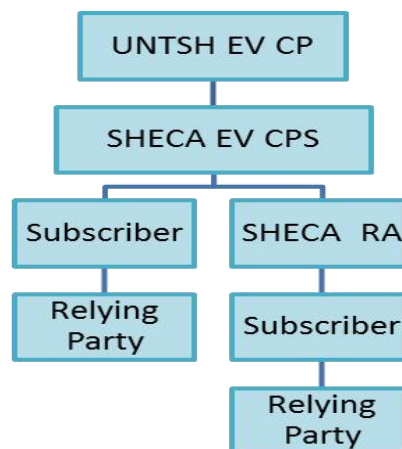 UNTSH EV CP
SHECA EV CPS
Subscriber
SHECA RA
Relying
Party
Subscriber
Relying
Party